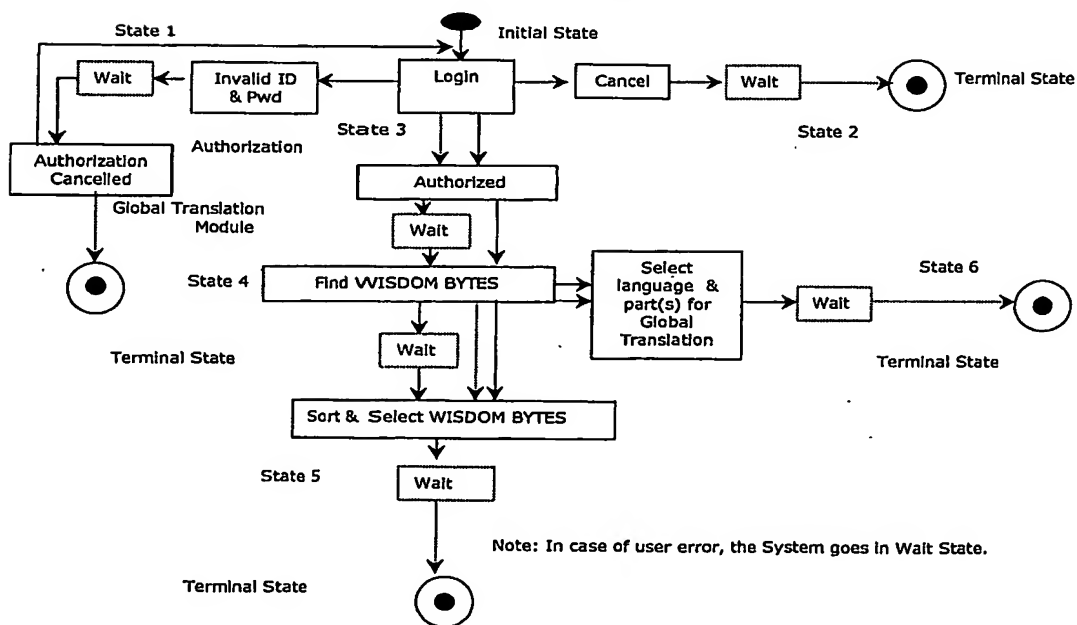 State 1
Initial State
Wait
Invalid ID
& Pwd
Login
Cancel
Wait
Terminal State
State 3
State 2
Authorization
Authorization
Cancelled
Authorized
Global Translation
Module
Wait
State 4
Find WISDOM BYTES
Select
language &
part(s) for
Global
Translation
Wait
State 6
Terminal State
Wait
Terminal State
Sort & Select WISDOM BYTES
State 5
Wait
Note: In case of user error, the System goes in Wait State.
Terminal State